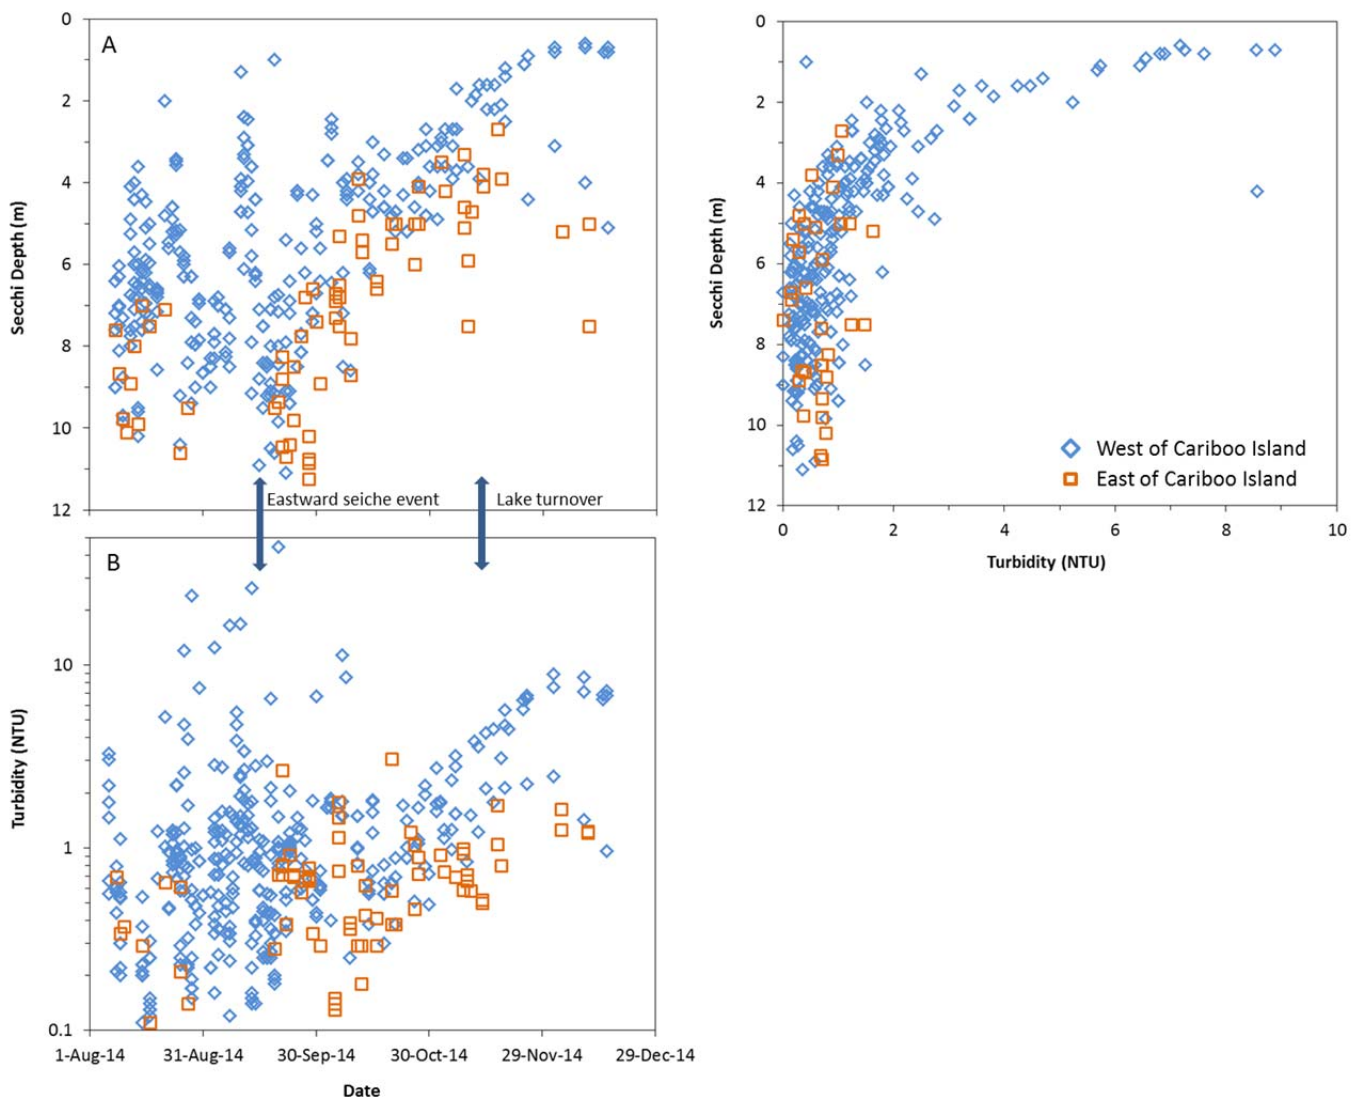 A
Secchi Depth (m)
0
2
4
6
8
10
12
Eastward seiche event
Lake turnover
B
Turbidity (NTU)
10
1
0.1
1-Aug-14
31-Aug-14
30-Sep-14
30-Oct-14
29-Nov-14
29-Dec-14
Date
Secchi Depth (m)
0
2
4
6
8
10
12
West of Cariboo Island
East of Cariboo Island
0
2
4
6
8
10
Turbidity (NTU)